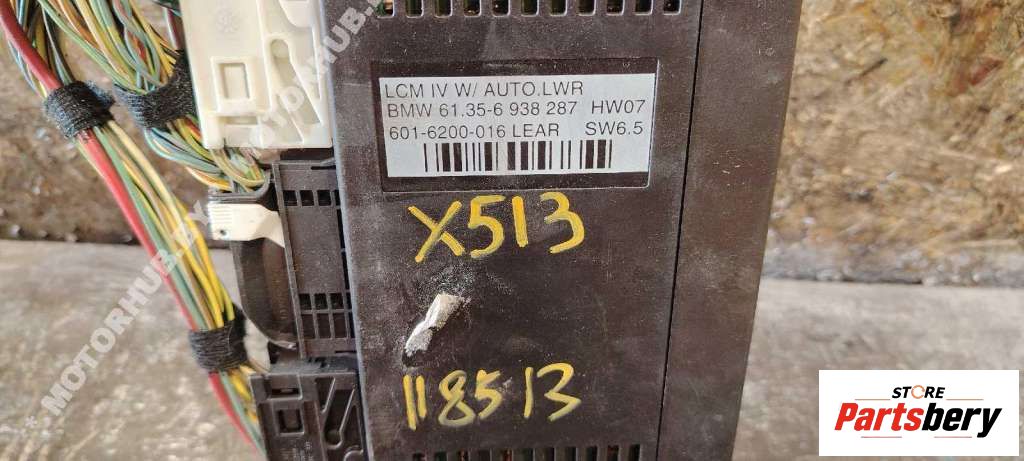 LCM IV W/ AUTO.LWR
BMW 61.35-6 938 287 HW07
601-6200-016 LEAR SW6.5
X513
118513
STORE
Partsbery